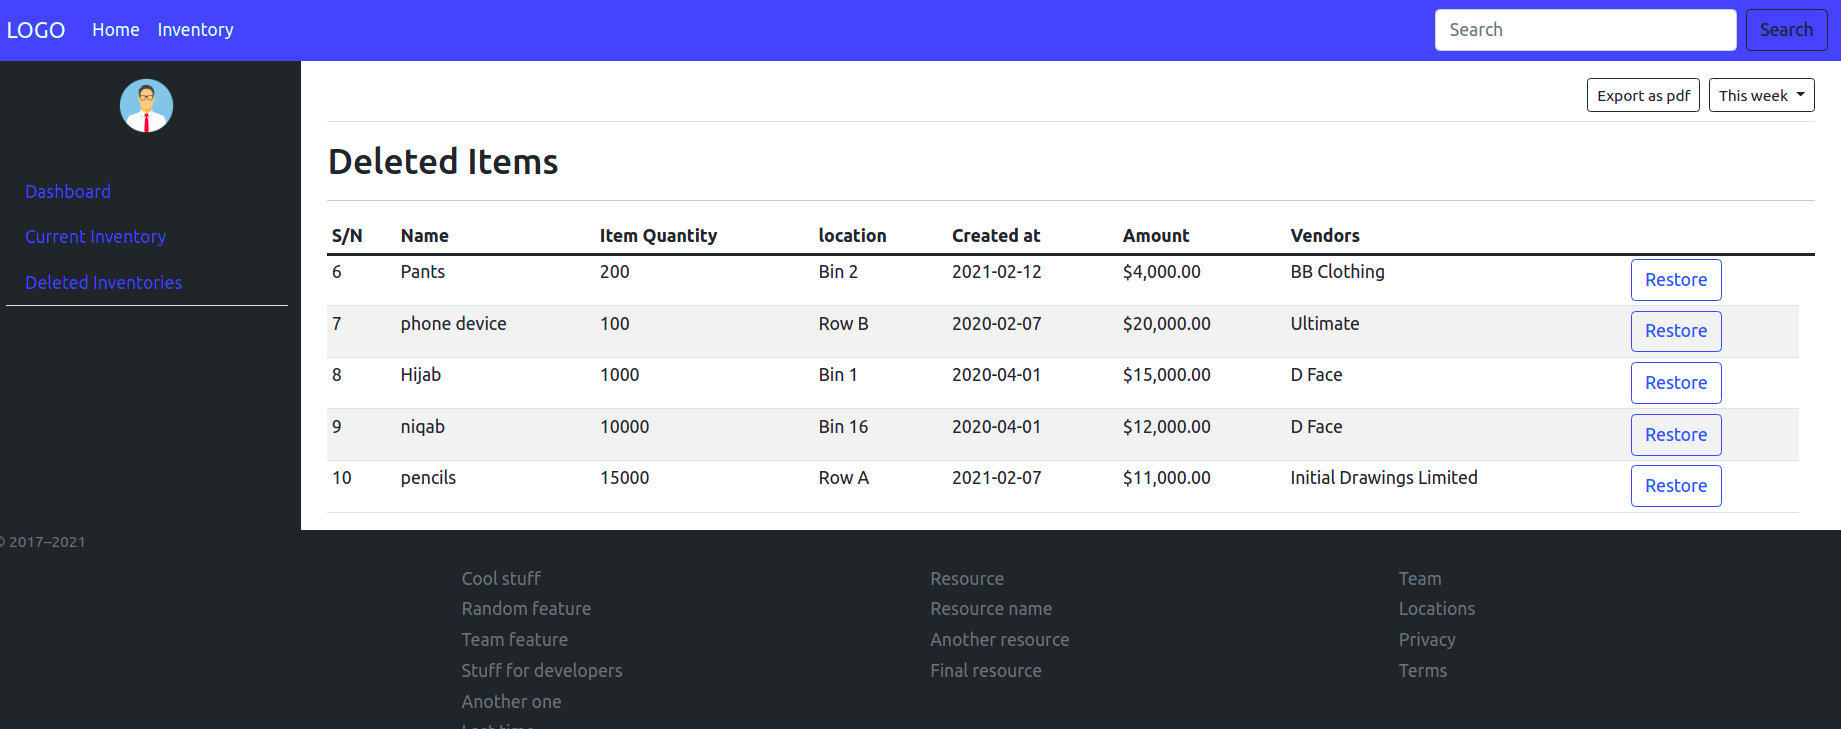 LOGO Home Inventory Search Search
Export as pdf This week
Dashboard
Current Inventory
Deleted Inventories
Deleted Items
S/N Name Item Quantity location Created at Amount Vendors
6 Pants 200 Bin 2 2021-02-12 $4,000.00 BB Clothing Restore
7 phone device 100 Row B 2020-02-07 $20,000.00 Ultimate Restore
8 Hijab 1000 Bin 1 2020-04-01 $15,000.00 D Face Restore
9 niqab 10000 Bin 16 2020-04-01 $12,000.00 D Face Restore
10 pencils 15000 Row A 2021-02-07 $11,000.00 Initial Drawings Limited Restore
© 2017–2021
Cool stuff
Random feature
Team feature
Stuff for developers
Another one
Resource
Resource name
Another resource
Final resource
Team
Locations
Privacy
Terms